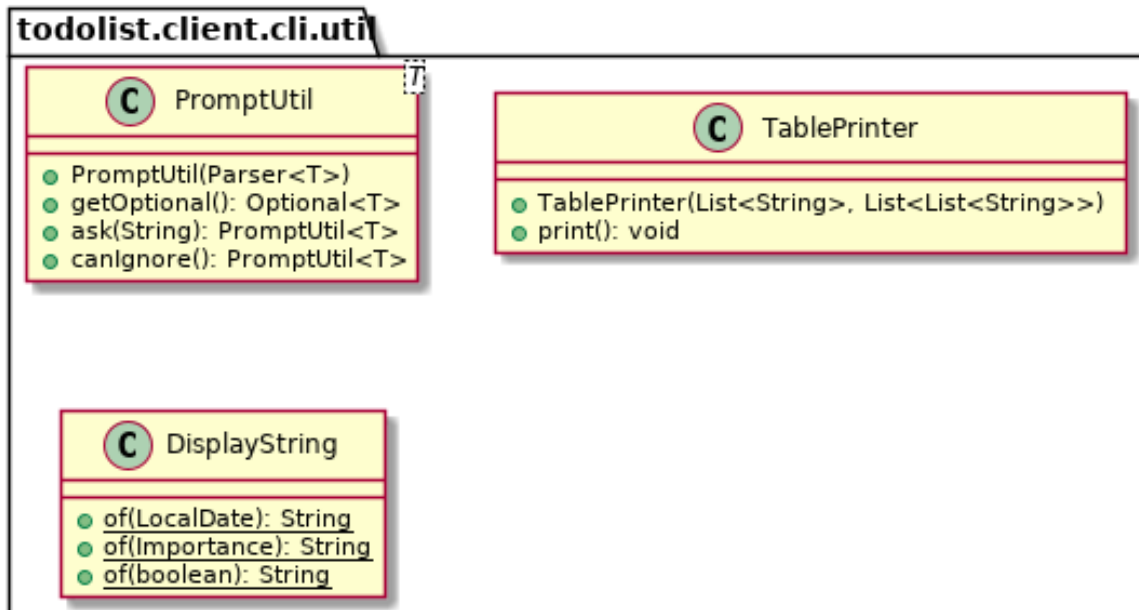 todolist.client.cli.util
T
C PromptUtil
PromptUtil(Parser<T>)
getOptional(): Optional<T>
ask(String): PromptUtil<T>
canIgnore(): PromptUtil<T>
C TablePrinter
TablePrinter(List<String>, List<List<String>>)
print(): void
C DisplayString
of(LocalDate): String
of(Importance): String
of(boolean): String